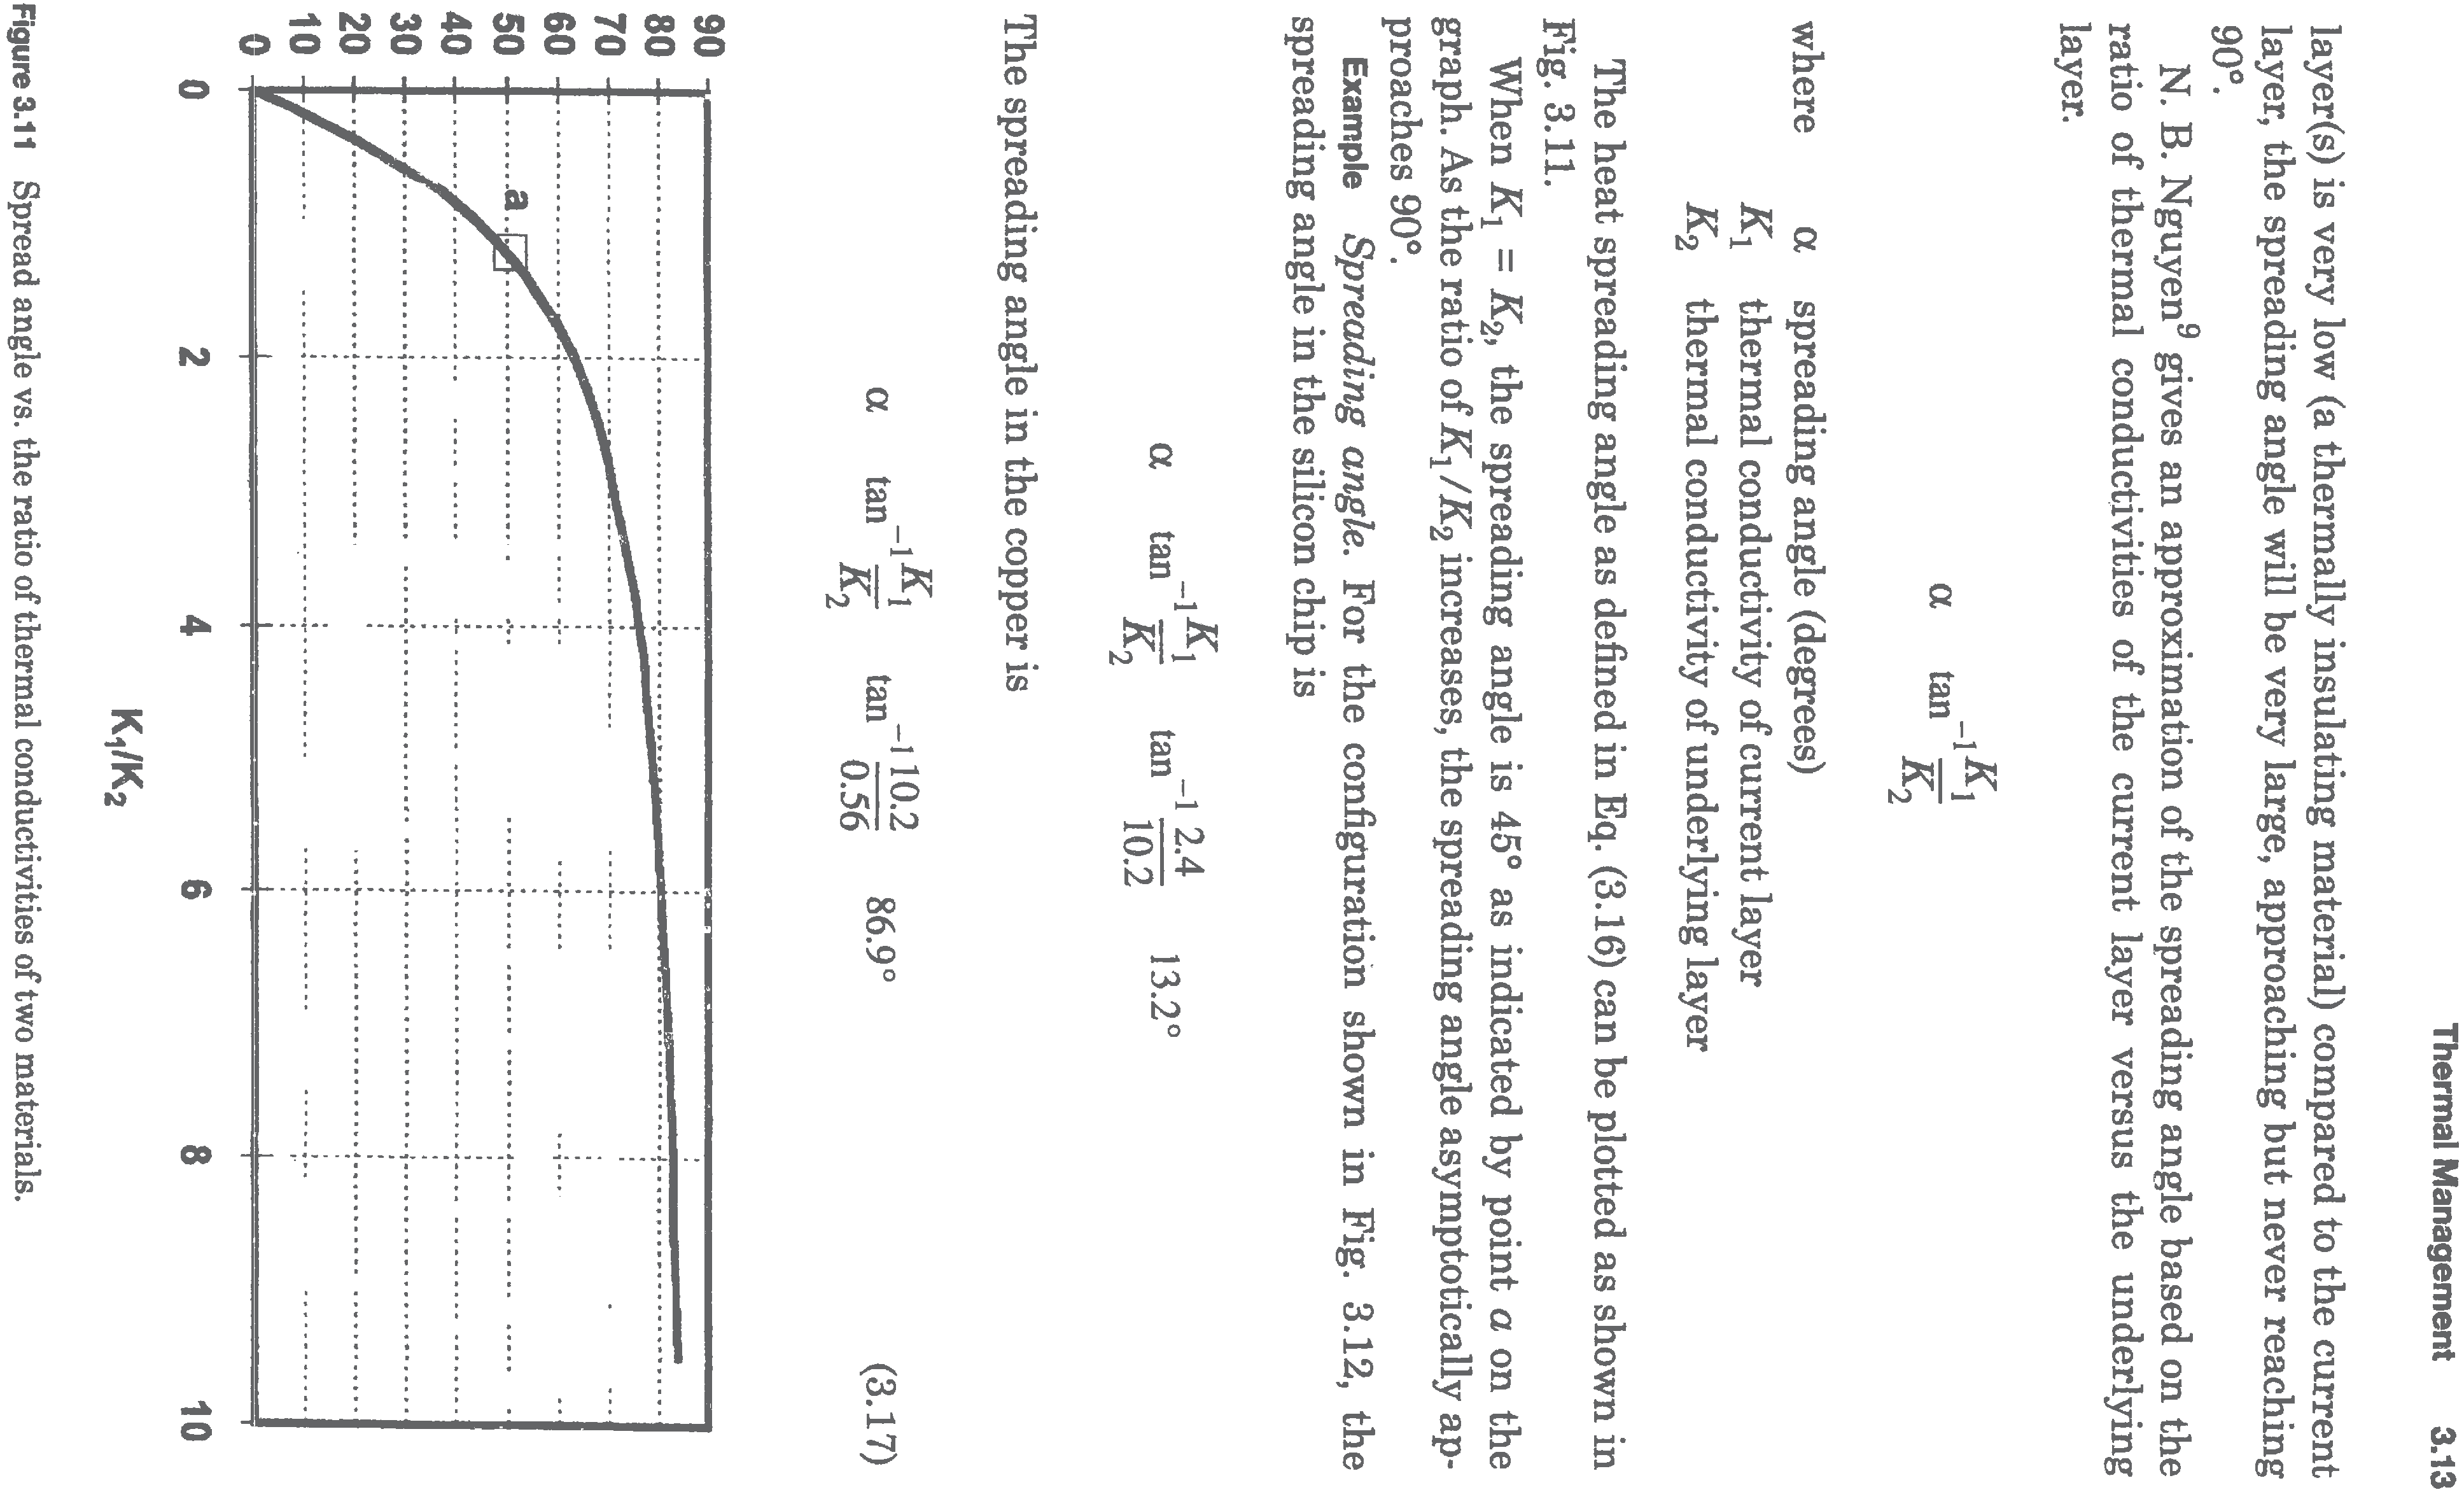 Thermal Management 3.13
layer(s) is very low (a thermally insulating material) compared to the current
layer, the spreading angle will be very large, approaching but never reaching
90°.
N. B. Nguyen⁹ gives an approximation of the spreading angle based on the
ratio of thermal conductivities of the current layer versus the underlying
layer.
α tan⁻¹ K₁/K₂
where α spreading angle (degrees)
K₁ thermal conductivity of current layer
K₂ thermal conductivity of underlying layer
The heat spreading angle as defined in Eq. (3.16) can be plotted as shown in
Fig. 3.11.
When K₁ = K₂, the spreading angle is 45° as indicated by point a on the
graph. As the ratio of K₁/K₂ increases, the spreading angle asymptotically ap-
proaches 90°.
Example Spreading angle. For the configuration shown in Fig. 3.12, the
spreading angle in the silicon chip is
α tan⁻¹ K₁/K₂ tan⁻¹ 2.4/10.2 13.2°
The spreading angle in the copper is
α tan⁻¹ K₁/K₂ tan⁻¹ 10.2/0.56 86.9° (3.17)
90
80
70
60
50
40
30
20
10
0
a
0 2 4 6 8 10
K₁/K₂
Figure 3.11 Spread angle vs. the ratio of thermal conductivities of two materials.